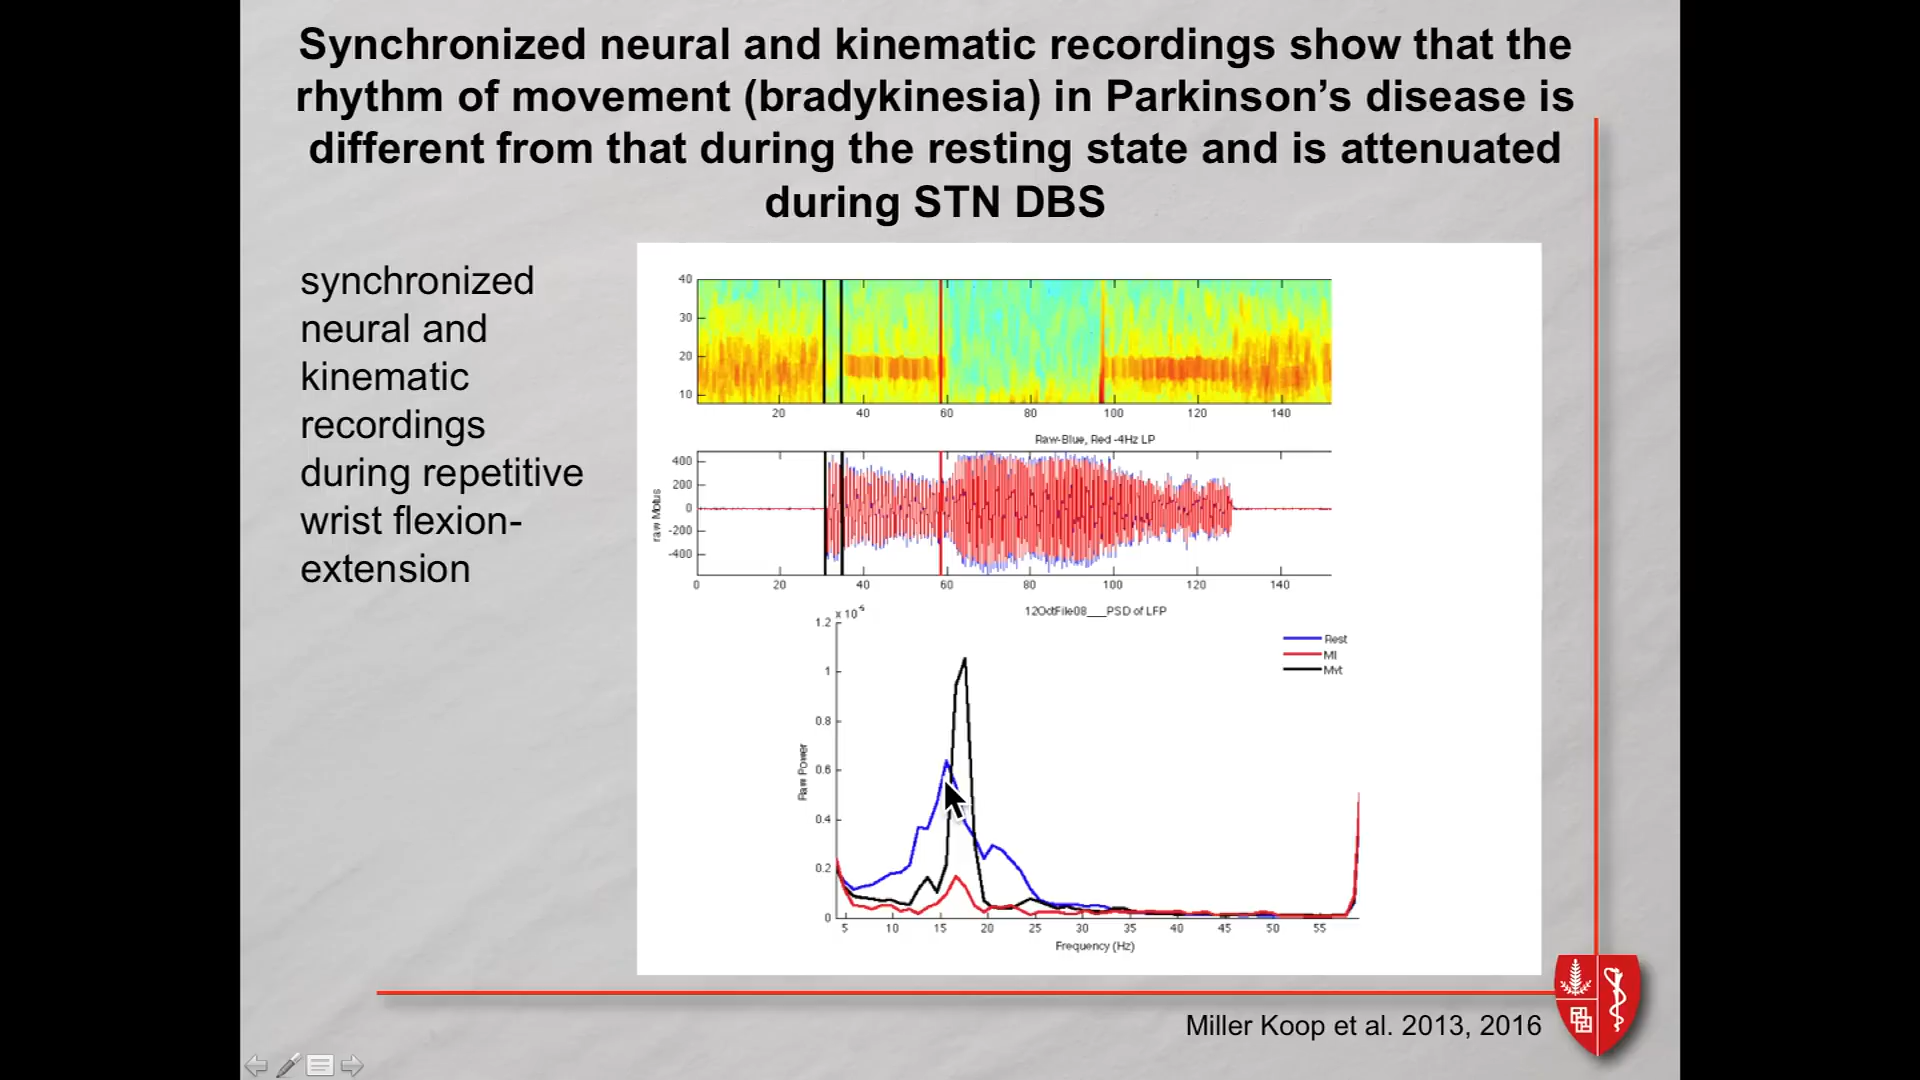 Synchronized neural and kinematic recordings show that the
rhythm of movement (bradykinesia) in Parkinson’s disease is
different from that during the resting state and is attenuated
during STN DBS
synchronized
neural and
kinematic
recordings
during repetitive
wrist flexion-
extension
40
30
20
10
20 40 60 80 100 120 140
Raw-Blue, Red -4Hz LP
raw Motus
400
200
0
-200
-400
0 20 40 60 80 100 120 140
12OctFile08___PSD of LFP
1.2
1
0.8
0.6
0.4
0.2
0
Raw Power
Rest
MI
Mvt
5 10 15 20 25 30 35 40 45 50 55
Frequency (Hz)
Miller Koop et al. 2013, 2016